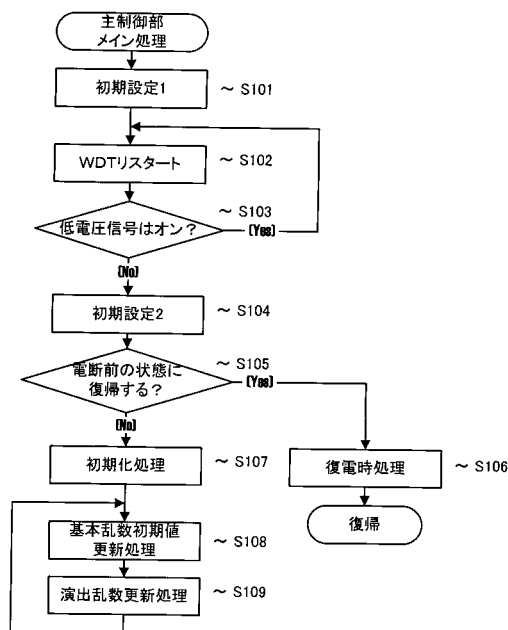 主制御部
メイン処理
初期設定1
～ S101
WDTリスタート
～ S102
低電圧信号はオン？
～ S103
(Yes)
(No)
初期設定2
～ S104
電断前の状態に
復帰する？
～ S105
(Yes)
(No)
初期化処理
～ S107
復電時処理
～ S106
復帰
基本乱数初期値
更新処理
～ S108
演出乱数更新処理
～ S109